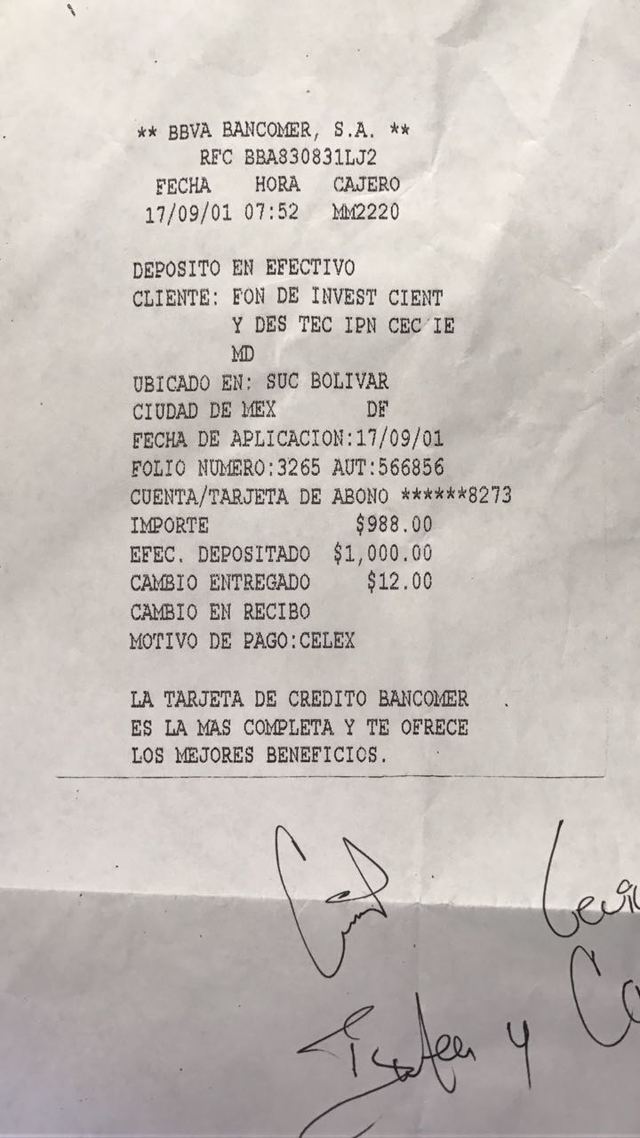 ** BBVA BANCOMER, S.A. **
RFC BBA830831LJ2
FECHA HORA CAJERO
17/09/01 07:52 MM2220
DEPOSITO EN EFECTIVO
CLIENTE: FON DE INVEST CIENT
Y DES TEC IPN CEC IE
MD
UBICADO EN: SUC BOLIVAR
CIUDAD DE MEX DF
FECHA DE APLICACION:17/09/01
FOLIO NUMERO:3265 AUT:566856
CUENTA/TARJETA DE ABONO ******8273
IMPORTE $988.00
EFEC. DEPOSITADO $1,000.00
CAMBIO ENTREGADO $12.00
CAMBIO EN RECIBO
MOTIVO DE PAGO:CELEX
LA TARJETA DE CREDITO BANCOMER
ES LA MAS COMPLETA Y TE OFRECE
LOS MEJORES BENEFICIOS.
y